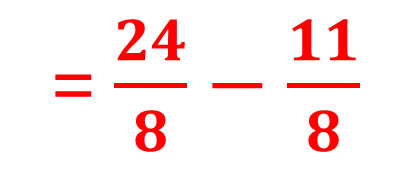 = 24/8 − 11/8